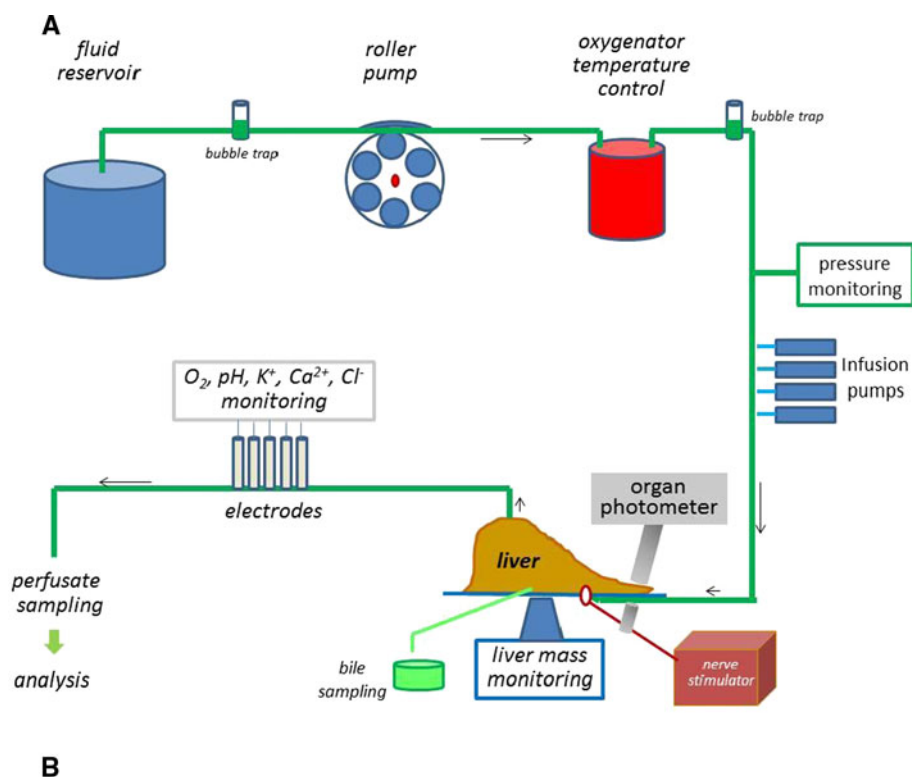 A
fluid
reservoir
roller
pump
oxygenator
temperature
control
bubble trap
bubble trap
pressure
monitoring
Infusion
pumps
O₂, pH, K⁺, Ca²⁺, Cl⁻
monitoring
electrodes
organ
photometer
liver
perfusate
sampling
analysis
bile
sampling
liver mass
monitoring
nerve
stimulator
B